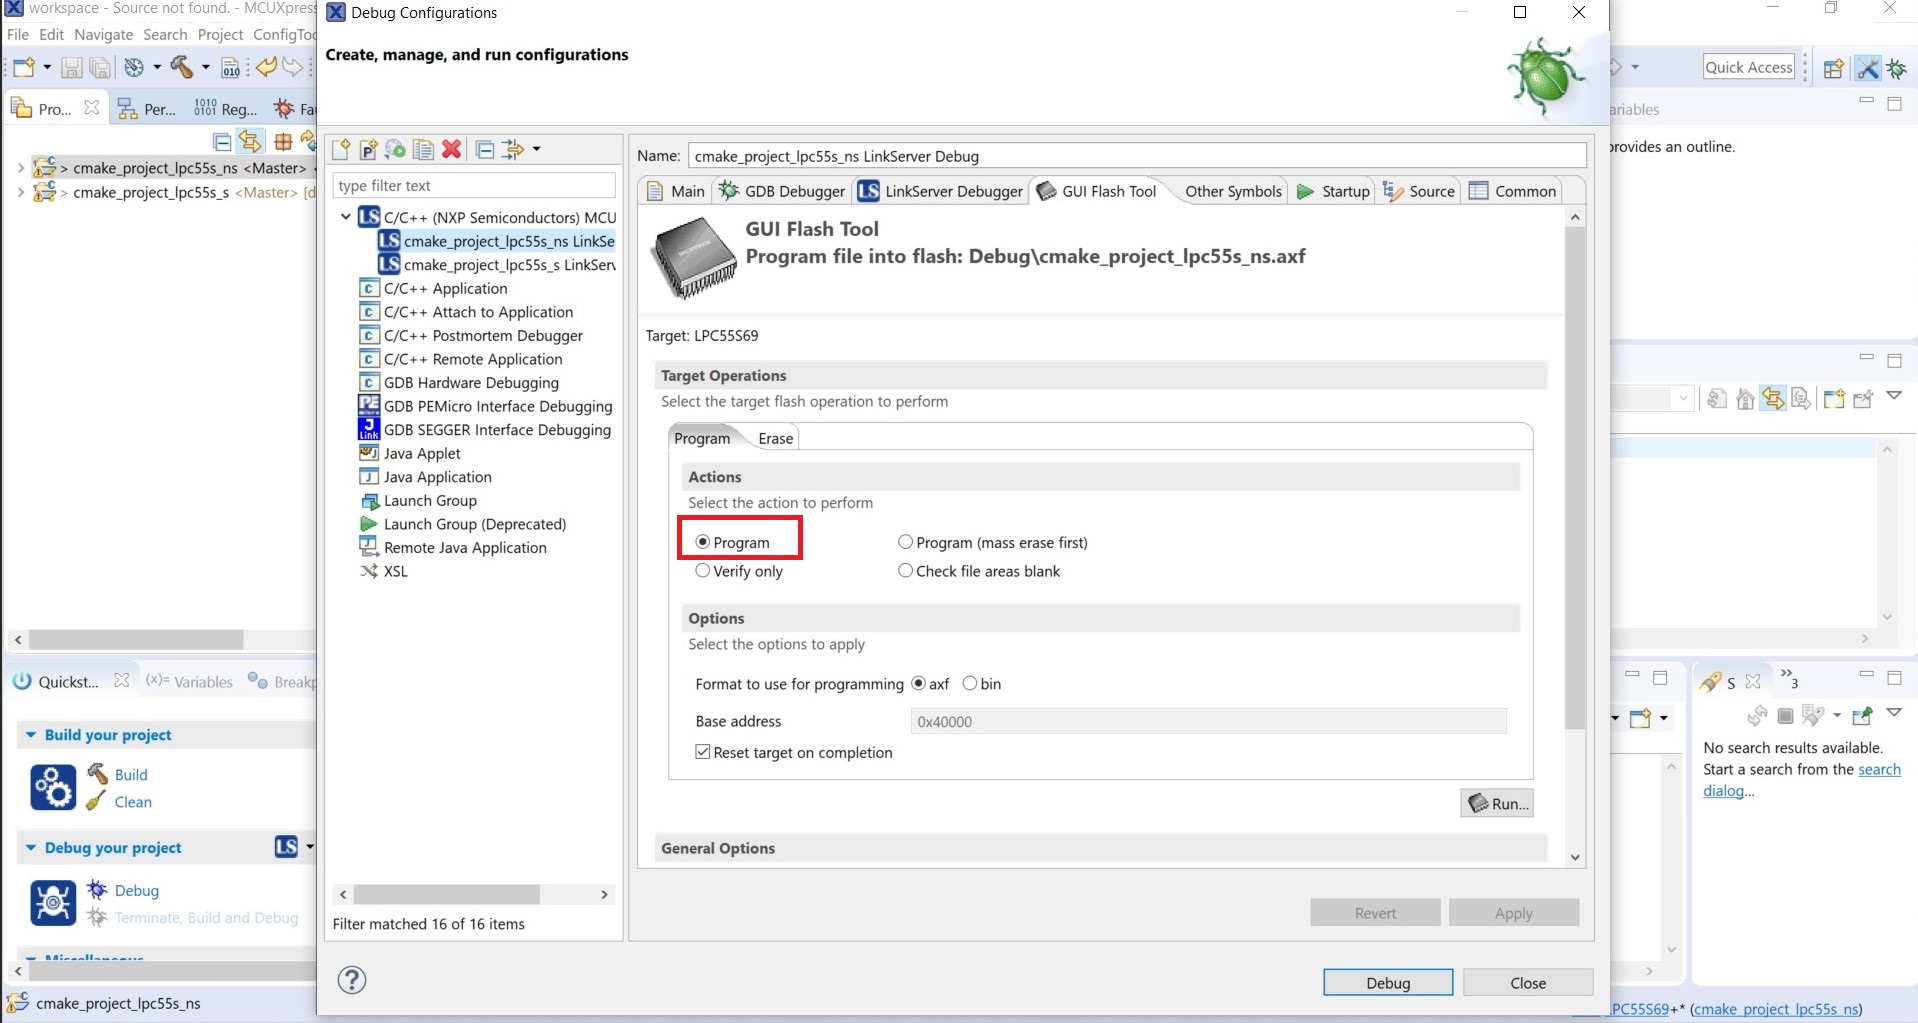 workspace - Source not found. - MCUXpress
File Edit Navigate Search Project ConfigToo
Quick Access
Pro...
Per...
Reg...
Fau
> cmake_project_lpc55s_ns <Master>
> cmake_project_lpc55s_s <Master> [d
Quickst...
(x)= Variables
Breakp
Build your project
Build
Clean
Debug your project
LS
Debug
Terminate, Build and Debug
Miscellaneous
cmake_project_lpc55s_ns
Debug Configurations
Create, manage, and run configurations
type filter text
C/C++ (NXP Semiconductors) MCU
cmake_project_lpc55s_ns LinkSe
cmake_project_lpc55s_s LinkServ
C/C++ Application
C/C++ Attach to Application
C/C++ Postmortem Debugger
C/C++ Remote Application
GDB Hardware Debugging
GDB PEMicro Interface Debugging
GDB SEGGER Interface Debugging
Java Applet
Java Application
Launch Group
Launch Group (Deprecated)
Remote Java Application
XSL
Filter matched 16 of 16 items
Name: cmake_project_lpc55s_ns LinkServer Debug
Main GDB Debugger LinkServer Debugger GUI Flash Tool Other Symbols Startup Source Common
GUI Flash Tool
Program file into flash: Debug\cmake_project_lpc55s_ns.axf
Target: LPC55S69
Target Operations
Select the target flash operation to perform
Program Erase
Actions
Select the action to perform
Program Program (mass erase first)
Verify only Check file areas blank
Options
Select the options to apply
Format to use for programming axf bin
Base address 0x40000
Reset target on completion
Run...
General Options
Revert Apply
Debug Close
ariables
provides an outline.
S
3
No search results available.
Start a search from the search
dialog...
PC55S69+* (cmake_project_lpc55s_ns)